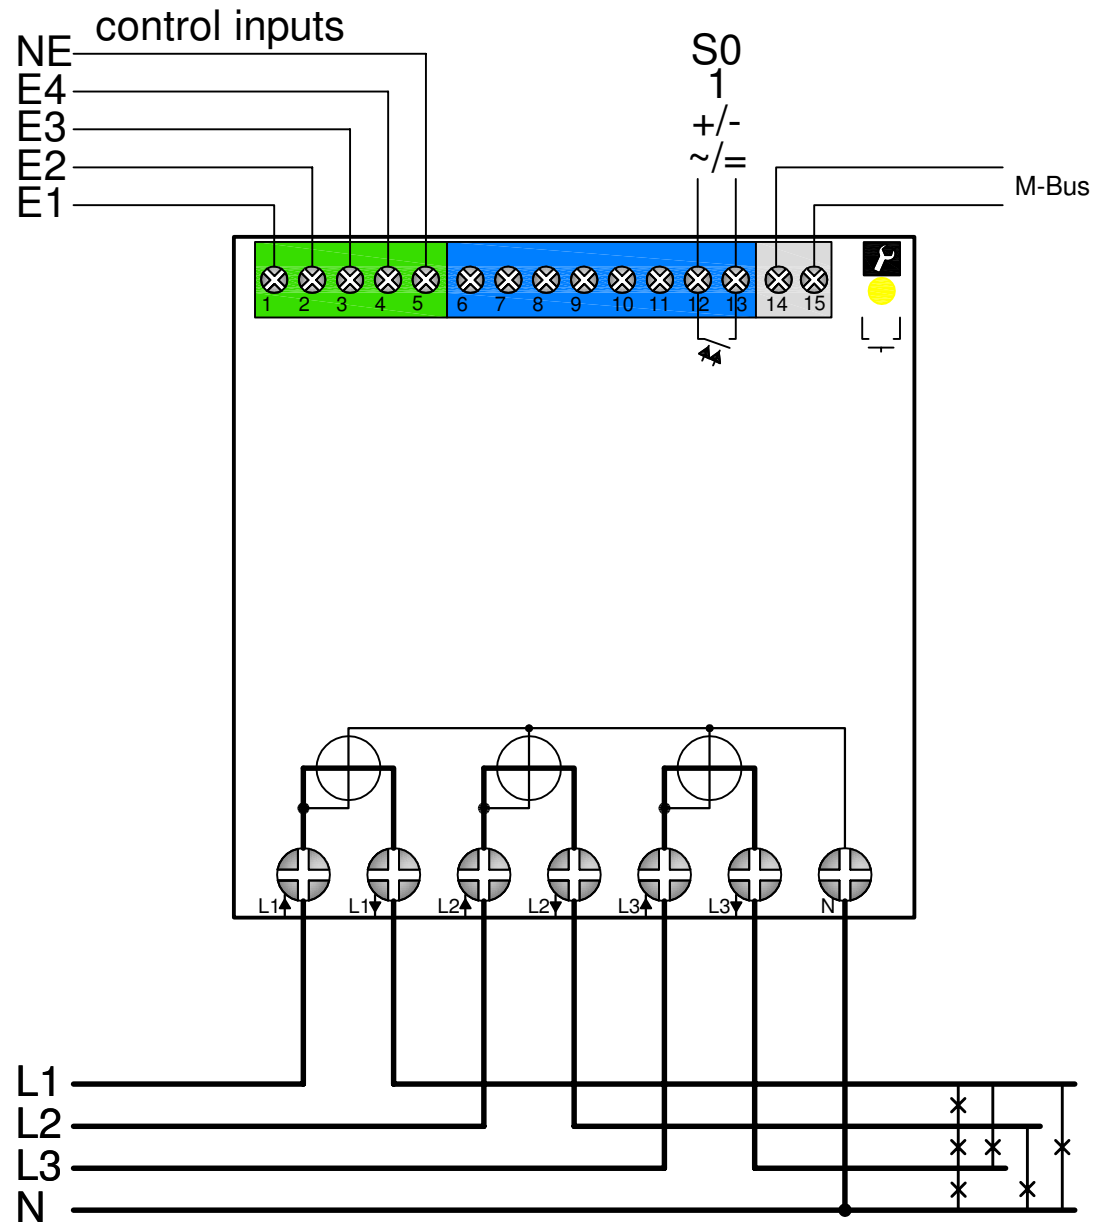 control inputs
NE
E4
E3
E2
E1
S0
1
+/-
~/=
M-Bus
1 2 3 4 5 6 7 8 9 10 11 12 13 14 15
L1 L1 L2 L2 L3 L3 N
L1
L2
L3
N